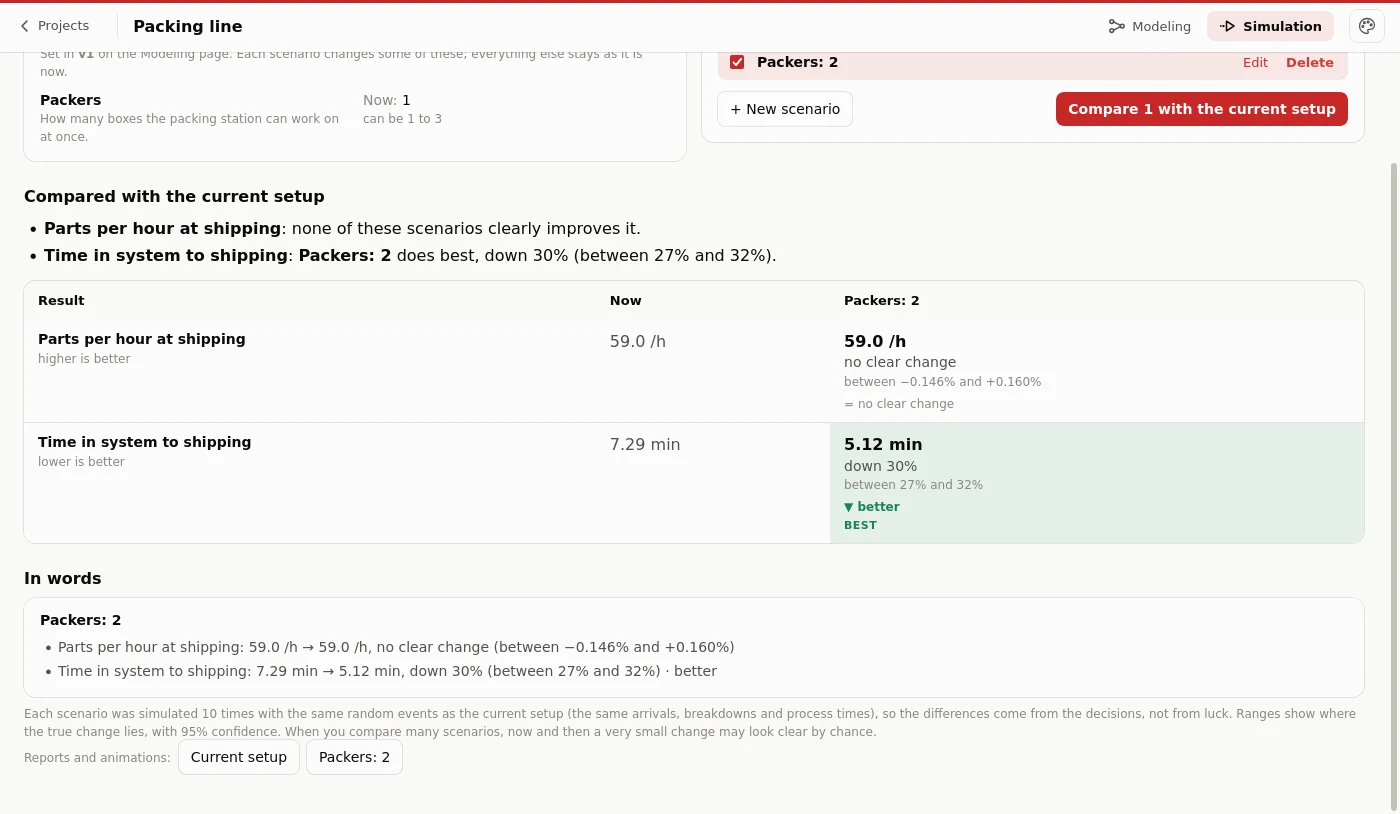 Projects
Packing line
Modeling
Simulation
Set in v1 on the Modeling page. Each scenario changes some of these; everything else stays as it is
now.
Packers
Now: 1
How many boxes the packing station can work on
at once.
can be 1 to 3
Packers: 2
Edit
Delete
+ New scenario
Compare 1 with the current setup
Compared with the current setup
• Parts per hour at shipping: none of these scenarios clearly improves it.
• Time in system to shipping: Packers: 2 does best, down 30% (between 27% and 32%).
Result
Now
Packers: 2
Parts per hour at shipping
higher is better
59.0 /h
59.0 /h
no clear change
between −0.146% and +0.160%
= no clear change
Time in system to shipping
lower is better
7.29 min
5.12 min
down 30%
between 27% and 32%
▼ better
BEST
In words
Packers: 2
• Parts per hour at shipping: 59.0 /h → 59.0 /h, no clear change (between −0.146% and +0.160%)
• Time in system to shipping: 7.29 min → 5.12 min, down 30% (between 27% and 32%) · better
Each scenario was simulated 10 times with the same random events as the current setup (the same arrivals, breakdowns and process times), so the differences come from the decisions, not from luck. Ranges show where
the true change lies, with 95% confidence. When you compare many scenarios, now and then a very small change may look clear by chance.
Reports and animations:
Current setup
Packers: 2